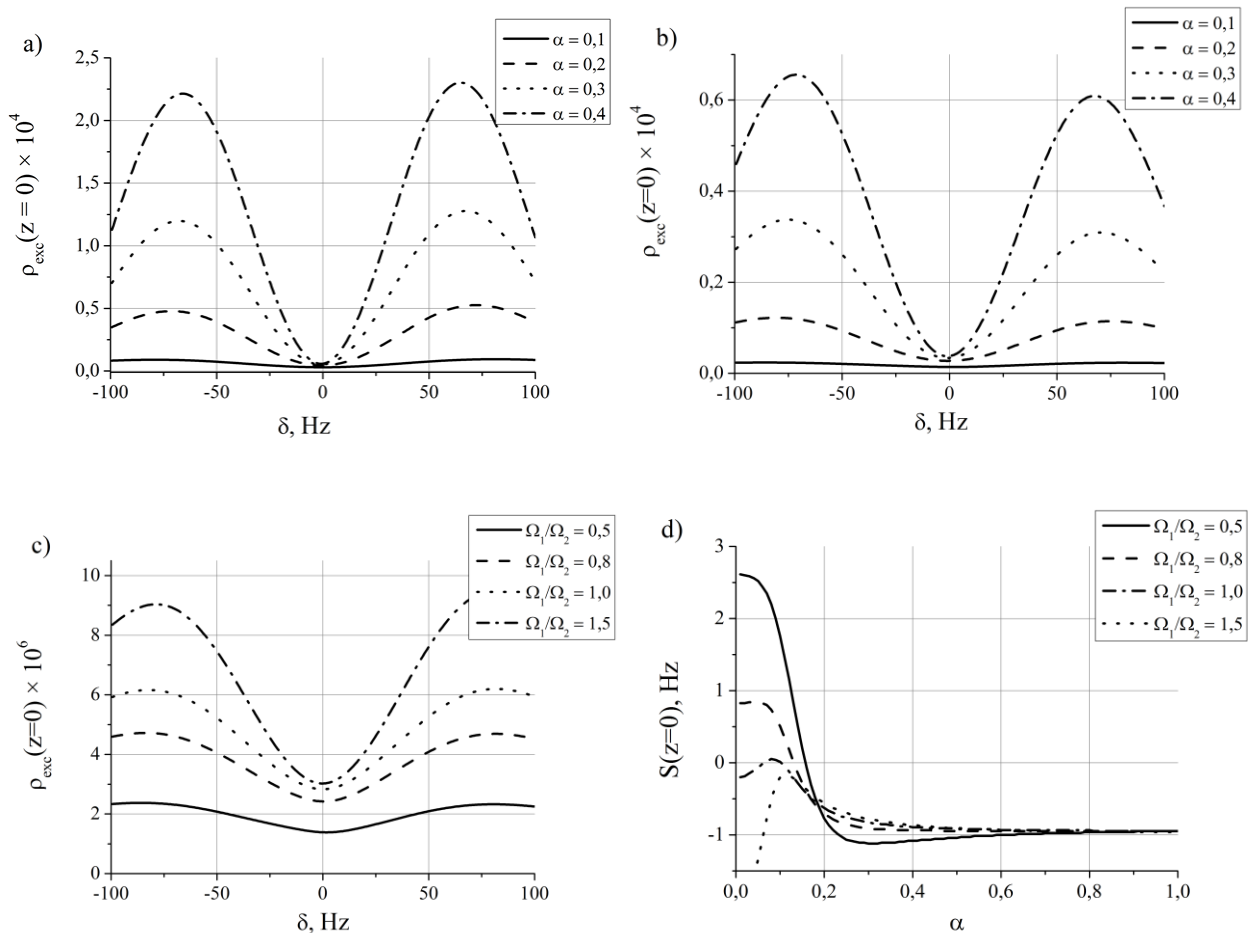 a)
α = 0,1
α = 0,2
α = 0,3
α = 0,4
2,5
2,0
1,5
1,0
0,5
0,0
ρexc(z = 0) × 10^4
-100 -50 0 50 100
δ, Hz
b)
α = 0,1
α = 0,2
α = 0,3
α = 0,4
0,6
0,4
0,2
0,0
ρexc(z=0) × 10^4
-100 -50 0 50 100
δ, Hz
c)
Ω1/Ω2 = 0,5
Ω1/Ω2 = 0,8
Ω1/Ω2 = 1,0
Ω1/Ω2 = 1,5
10
8
6
4
2
0
ρexc(z=0) × 10^6
-100 -50 0 50 100
δ, Hz
d)
Ω1/Ω2 = 0,5
Ω1/Ω2 = 0,8
Ω1/Ω2 = 1,0
Ω1/Ω2 = 1,5
3
2
1
0
-1
S(z=0), Hz
0,0 0,2 0,4 0,6 0,8 1,0
α